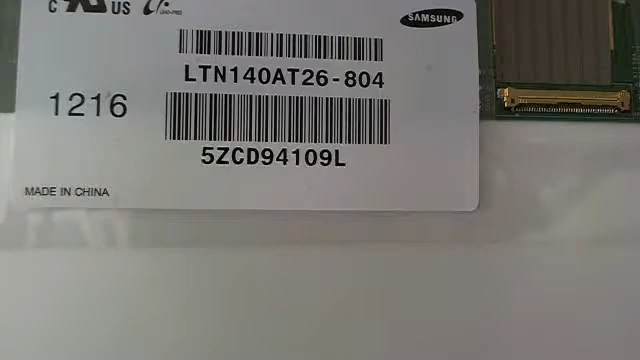 c US
SAMSUNG
LTN140AT26-804
1216
5ZCD94109L
MADE IN CHINA